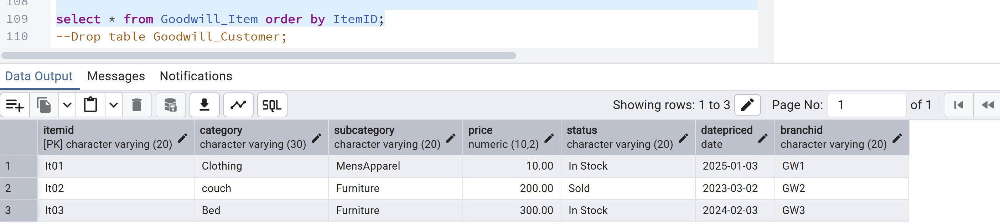 108
109 select * from Goodwill_Item order by ItemID;
110 --Drop table Goodwill_Customer;
Data Output Messages Notifications
SQL Showing rows: 1 to 3 Page No: 1 of 1
itemid category subcategory price status datepriced branchid
[PK] character varying (20) character varying (30) character varying (20) numeric (10,2) character varying (20) date character varying (20)
1 It01 Clothing MensApparel 10.00 In Stock 2025-01-03 GW1
2 It02 couch Furniture 200.00 Sold 2023-03-02 GW2
3 It03 Bed Furniture 300.00 In Stock 2024-02-03 GW3